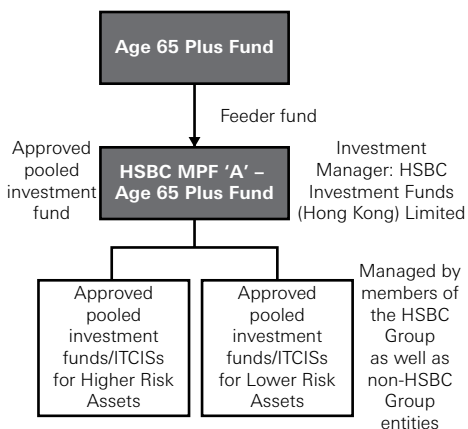 Age 65 Plus Fund
Feeder fund
Approved
pooled
investment
fund
HSBC MPF 'A' –
Age 65 Plus Fund
Investment
Manager: HSBC
Investment Funds
(Hong Kong) Limited
Approved
pooled
investment
funds/ITCISs
for Higher Risk
Assets
Approved
pooled
investment
funds/ITCISs
for Lower Risk
Assets
Managed by
members of
the HSBC
Group
as well as
non-HSBC
Group
entities